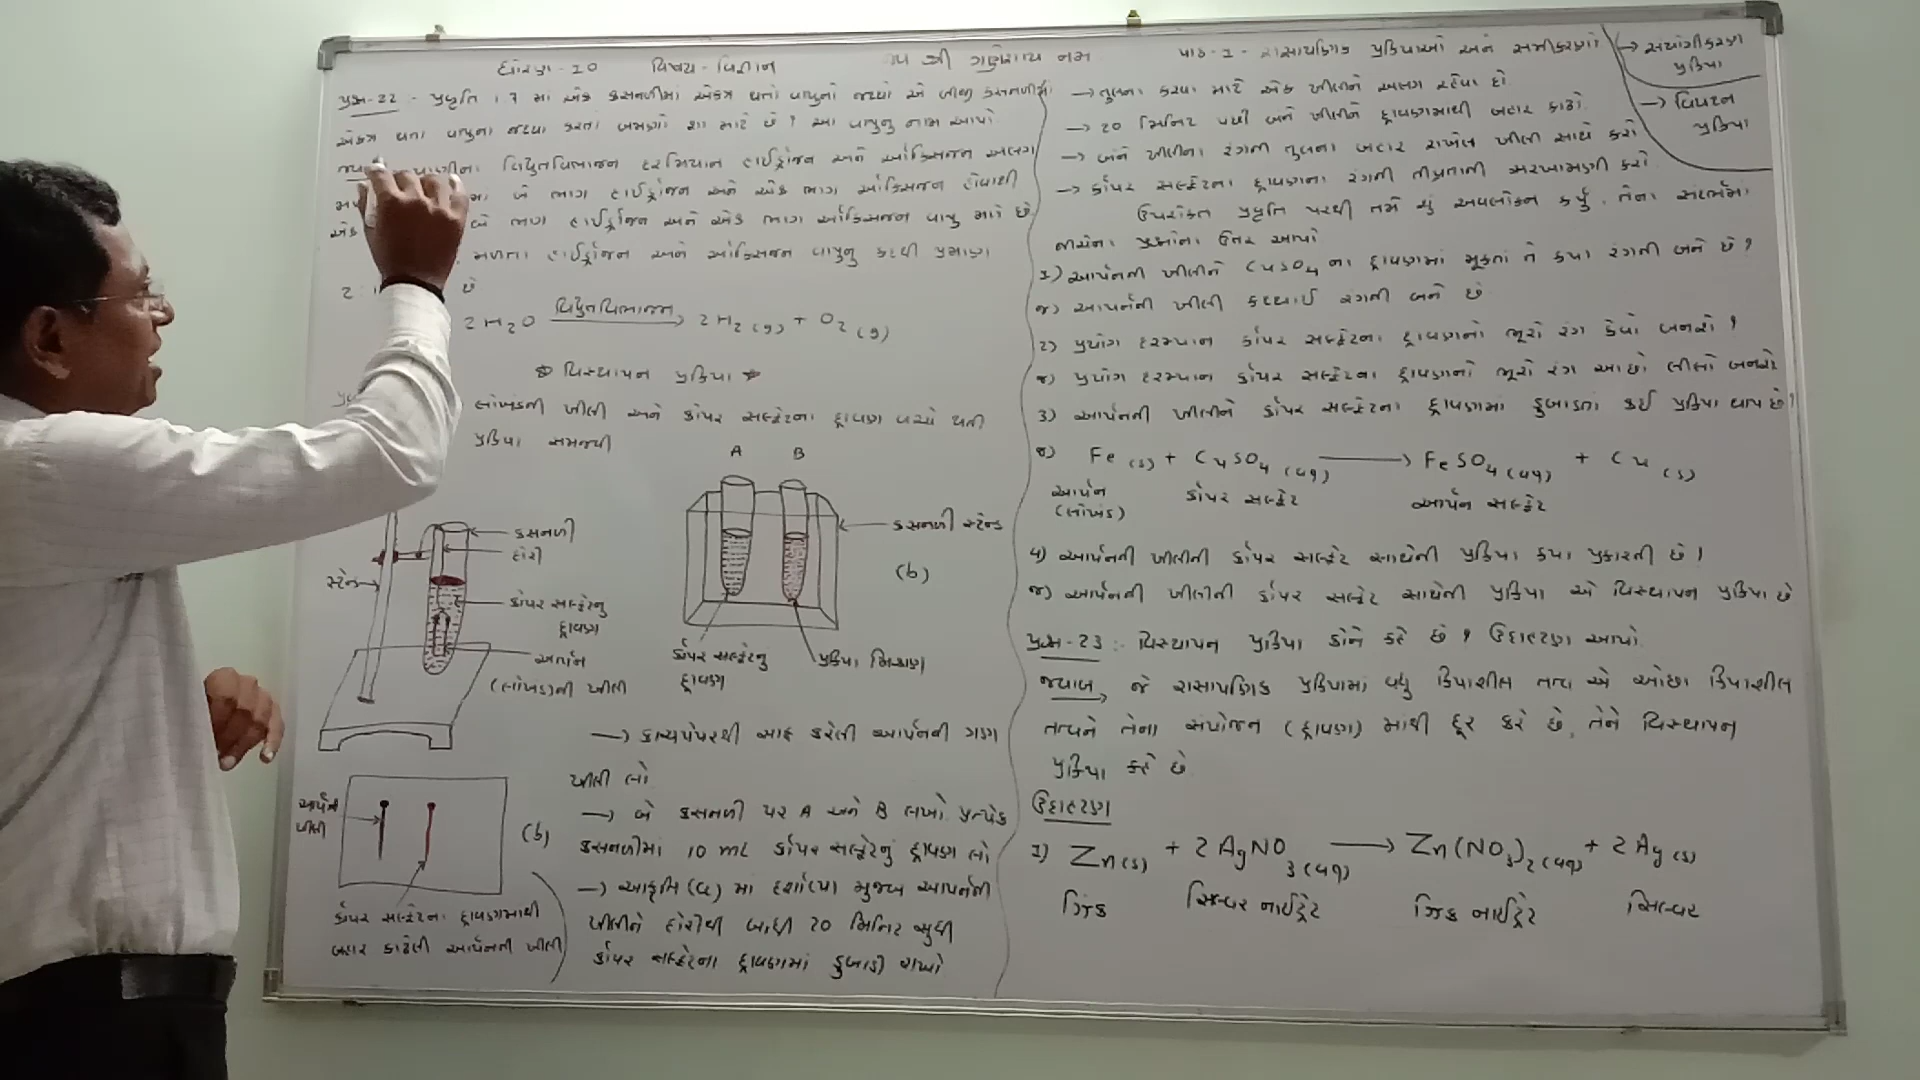 ધોરણ-10 વિષય-વિજ્ઞાન શ્રી ગણેશાય નમ પાઠ-1- રાસાયણિક પ્રક્રિયાઓ અને સમીકરણો
→ સંયોગીકરણ
પ્રક્રિયા
→ વિઘટન
પ્રક્રિયા
પ્રશ્ન-22 :- પ્રવૃત્તિ 1.7 માં એક કસનળીમાં એકત્ર થતો વાયુનો જથ્થો એ બીજી કસનળીમાં
એકત્ર થતા વાયુના જથ્થા કરતા બમણો શા માટે છે? આ વાયુનુ નામ આપો
પાણીના વિદ્યુતવિભાજન દરમિયાન હાઈડ્રોજન અને ઓક્સિજન અલગ
બે ભાગ હાઈડ્રોજન અને એક ભાગ ઓક્સિજન હોવાથી
એક બે ભાગ હાઈડ્રોજન અને એક ભાગ ઓક્સિજન વાયુ મળે છે
મળતા હાઈડ્રોજન અને ઓક્સિજન વાયુનુ કદથી પ્રમાણ
2 : છે
2H2O વિદ્યુતવિભાજન → 2H2(g) + O2(g)
* વિસ્થાપન પ્રક્રિયા *
લોખંડની ખીલી અને કોપર સલ્ફેટના દ્રાવણ વચ્ચે થતી
પ્રક્રિયા સમજાવો
A B
કસનળી
દોરી
સ્ટેન્ડ
કોપર સલ્ફેટનુ
દ્રાવણ
આર્યન
(લોખંડ)ની ખીલી
કસનળી સ્ટેન્ડ
(b)
કોપર સલ્ફેટનુ
દ્રાવણ
પ્રક્રિયા મિશ્રણ
આર્યન
ખીલી
(b)
કોપર સલ્ફેટના દ્રાવણમાથી
બહાર કાઢેલી આર્યનની ખીલી
→ કાચપેપરથી સાફ કરેલી આર્યનની ત્રણ
ખીલી લો
→ બે કસનળી પર A અને B લખો. પ્રત્યેક
કસનળીમાં 10 mL કોપર સલ્ફેટનું દ્રાવણ લો
→ આકૃતિ (a) માં દર્શાવ્યા મુજબ આર્યનની
ખીલીને દોરીથી બાંધી 20 મિનિટ સુધી
કોપર સલ્ફેટના દ્રાવણમાં ડુબાડી રાખો
→ તુલના કરવા માટે એક ખીલીને અલગ રહેવા દો
→ 20 મિનિટ પછી બંને ખીલીને દ્રાવણમાથી બહાર કાઢો.
→ બંને ખીલીના રંગની તુલના બહાર રાખેલ ખીલી સાથે કરો
→ કોપર સલ્ફેટના દ્રાવણના રંગની તીવ્રતાની સરખામણી કરો
ઉપરોક્ત પ્રવૃત્તિ પરથી તમે શું અવલોકન કર્યું. તેના સંદર્ભમાં
નીચેના પ્રશ્નોના ઉત્તર આપો
1) આર્યનની ખીલીને CuSO4 ના દ્રાવણમાં મૂકતાં તે કયા રંગની બને છે?
જ) આર્યનની ખીલી કથ્થાઈ રંગની બને છે
2) પ્રયોગ દરમ્યાન કોપર સલ્ફેટના દ્રાવણનો ભૂરો રંગ કેવો બનશે?
જ) પ્રયોગ દરમ્યાન કોપર સલ્ફેટના દ્રાવણનો ભૂરો રંગ આછો લીલો બનશે
3) આર્યનની ખીલીને કોપર સલ્ફેટના દ્રાવણમાં ડુબાડતાં કઈ પ્રક્રિયા થાય છે?
જ) Fe(s) + CuSO4(aq) → FeSO4(aq) + Cu(s)
આર્યન કોપર સલ્ફેટ આર્યન સલ્ફેટ
(લોખંડ)
4) આર્યનની ખીલીની કોપર સલ્ફેટ સાથેની પ્રક્રિયા કયા પ્રકારની છે?
જ) આર્યનની ખીલીની કોપર સલ્ફેટ સાથેની પ્રક્રિયા એ વિસ્થાપન પ્રક્રિયા છે
પ્રશ્ન-23 :- વિસ્થાપન પ્રક્રિયા કોને કહે છે? ઉદાહરણ આપો.
જવાબ, જે રાસાયણિક પ્રક્રિયામાં વધુ ક્રિયાશીલ તત્વ એ ઓછા ક્રિયાશીલ
તત્વને તેના સંયોજન (દ્રાવણ) માંથી દૂર કરે છે, તેને વિસ્થાપન
પ્રક્રિયા કહે છે
ઉદાહરણ
1) Zn(s) + 2AgNO3(aq) → Zn(NO3)2(aq) + 2Ag(s)
ઝિંક સિલ્વર નાઈટ્રેટ ઝિંક નાઈટ્રેટ સિલ્વર